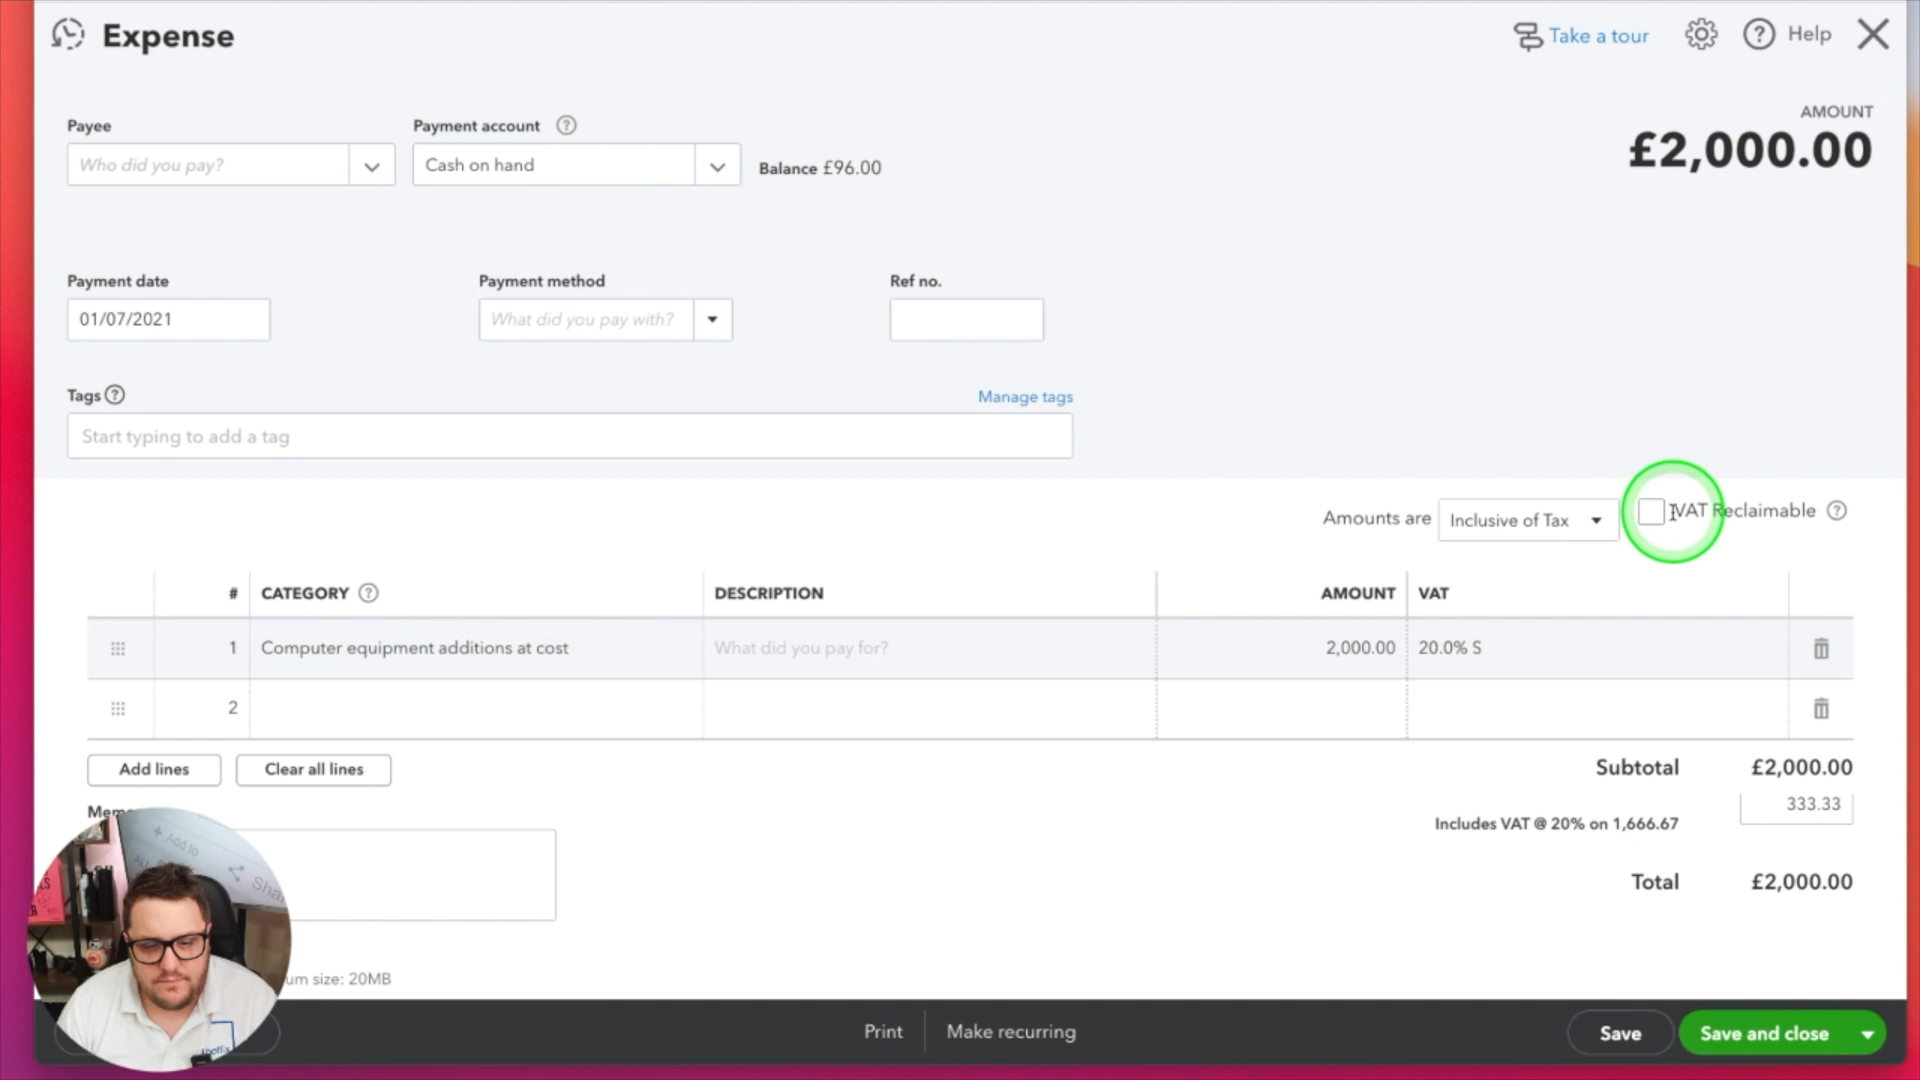 Expense
Take a tour
Help
Payee
Payment account
AMOUNT
£2,000.00
Who did you pay?
Cash on hand
Balance £96.00
Payment date
Payment method
Ref no.
01/07/2021
What did you pay with?
Tags
Manage tags
Start typing to add a tag
Amounts are
Inclusive of Tax
VAT Reclaimable
# CATEGORY DESCRIPTION AMOUNT VAT
1 Computer equipment additions at cost What did you pay for? 2,000.00 20.0% S
2
Add lines
Clear all lines
Subtotal £2,000.00
333.33
Includes VAT @ 20% on 1,666.67
Total £2,000.00
+ Add to
size: 20MB
Print
Make recurring
Save
Save and close